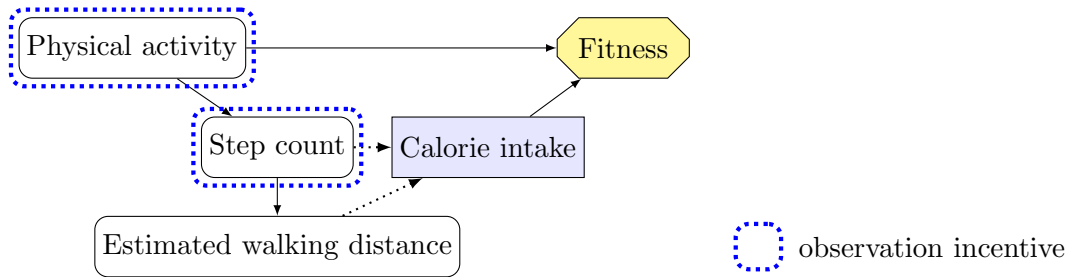 Physical activity
Fitness
Step count
Calorie intake
Estimated walking distance
observation incentive